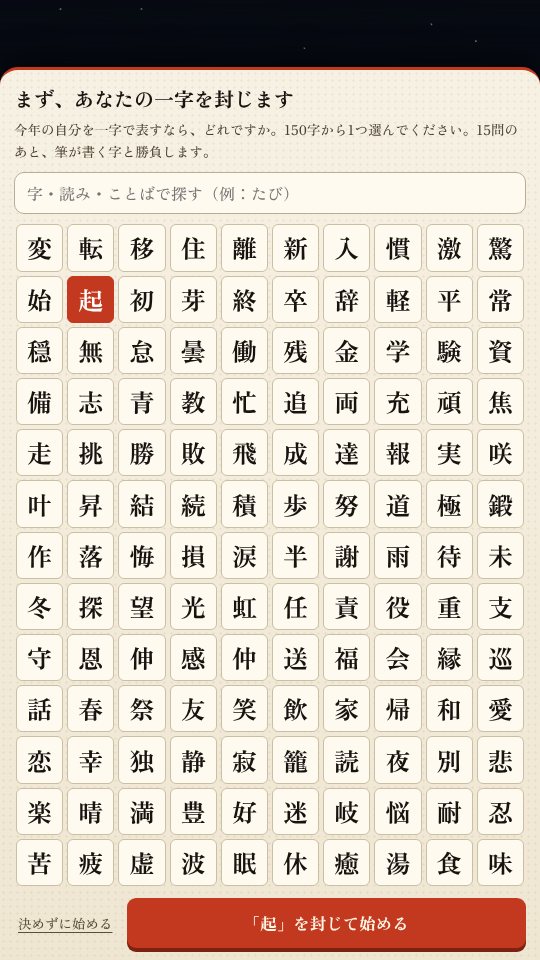 まず、あなたの一字を封じます
今年の自分を一字で表すなら、どれですか。150字から1つ選んでください。15問の
あと、筆が書く字と勝負します。
字・読み・ことばで探す（例：たび）
変 転 移 住 離 新 入 慣 激 驚
始 起 初 芽 終 卒 辞 軽 平 常
穏 無 怠 曇 働 残 金 学 験 資
備 志 青 教 忙 追 両 充 頑 焦
走 挑 勝 敗 飛 成 達 報 実 咲
叶 昇 結 続 積 歩 努 道 極 鍛
作 落 悔 損 涙 半 謝 雨 待 未
冬 探 望 光 虹 任 責 役 重 支
守 恩 伸 感 仲 送 福 会 縁 巡
話 春 祭 友 笑 飲 家 帰 和 愛
恋 幸 独 静 寂 籠 読 夜 別 悲
楽 晴 満 豊 好 迷 岐 悩 耐 忍
苦 疲 虚 波 眠 休 癒 湯 食 味
決めずに始める
「起」を封じて始める